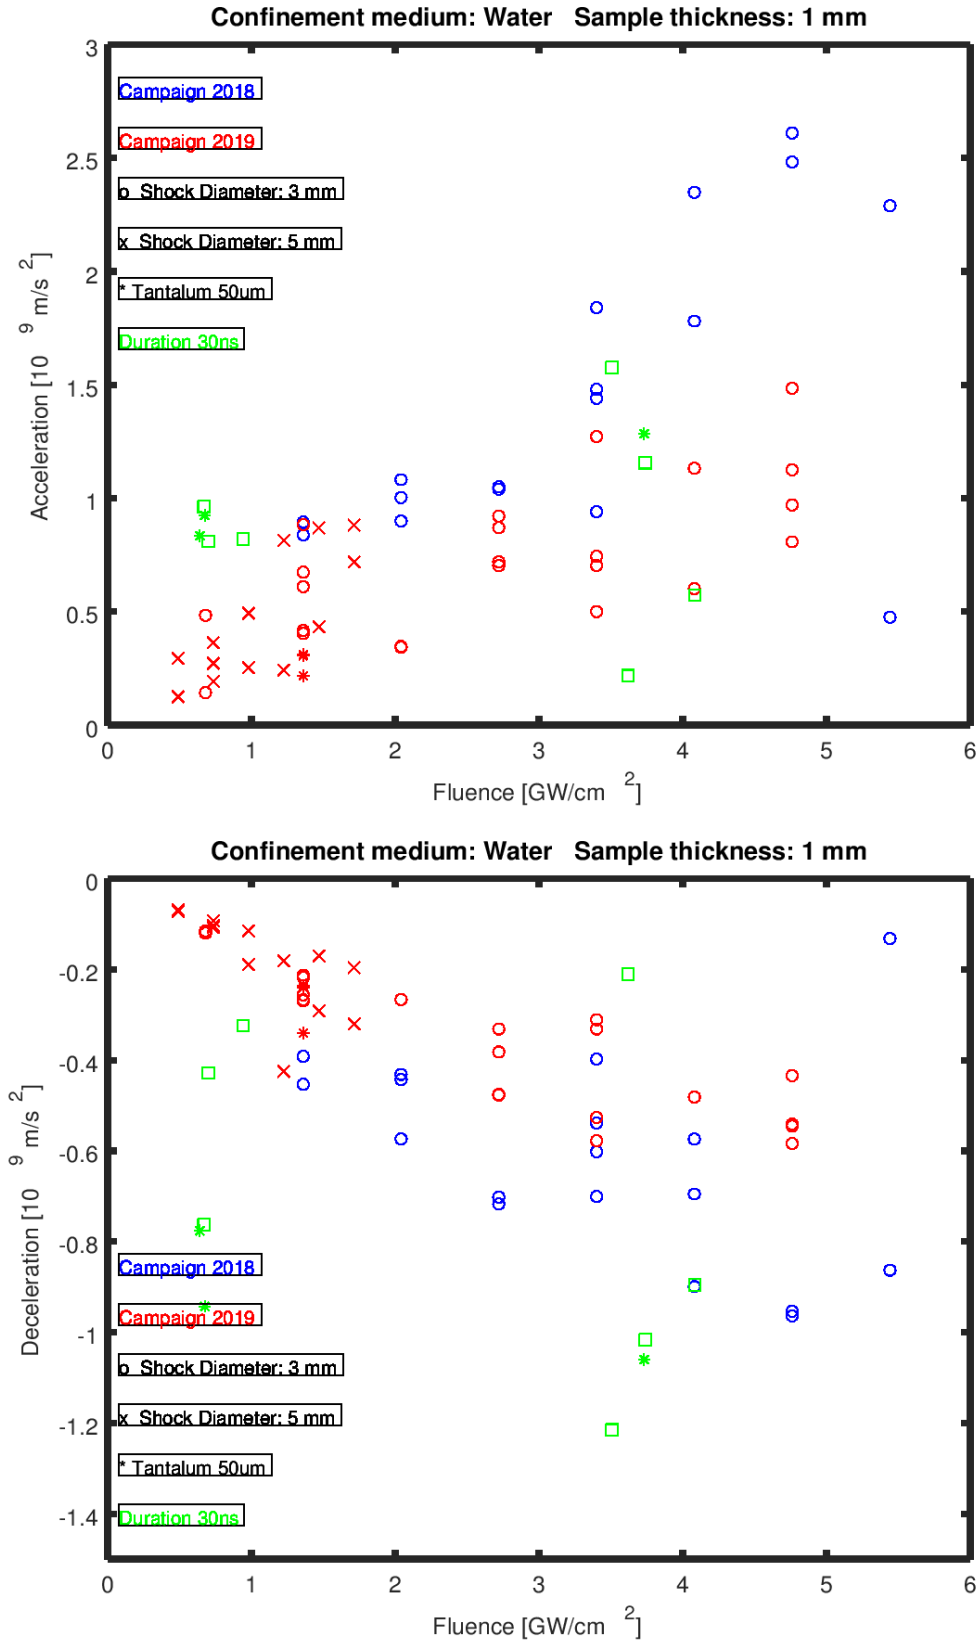 Confinement medium: Water   Sample thickness: 1 mm
3
2.5
2
1.5
1
0.5
0
Acceleration [10 9 m/s 2]
Campaign 2018
Campaign 2019
o  Shock Diameter: 3 mm
x  Shock Diameter: 5 mm
* Tantalum 50um
Duration 30ns
0 1 2 3 4 5 6
Fluence [GW/cm 2]
Confinement medium: Water   Sample thickness: 1 mm
0
-0.2
-0.4
-0.6
-0.8
-1
-1.2
-1.4
Deceleration [10 9 m/s 2]
Campaign 2018
Campaign 2019
o  Shock Diameter: 3 mm
x  Shock Diameter: 5 mm
* Tantalum 50um
Duration 30ns
0 1 2 3 4 5 6
Fluence [GW/cm 2]